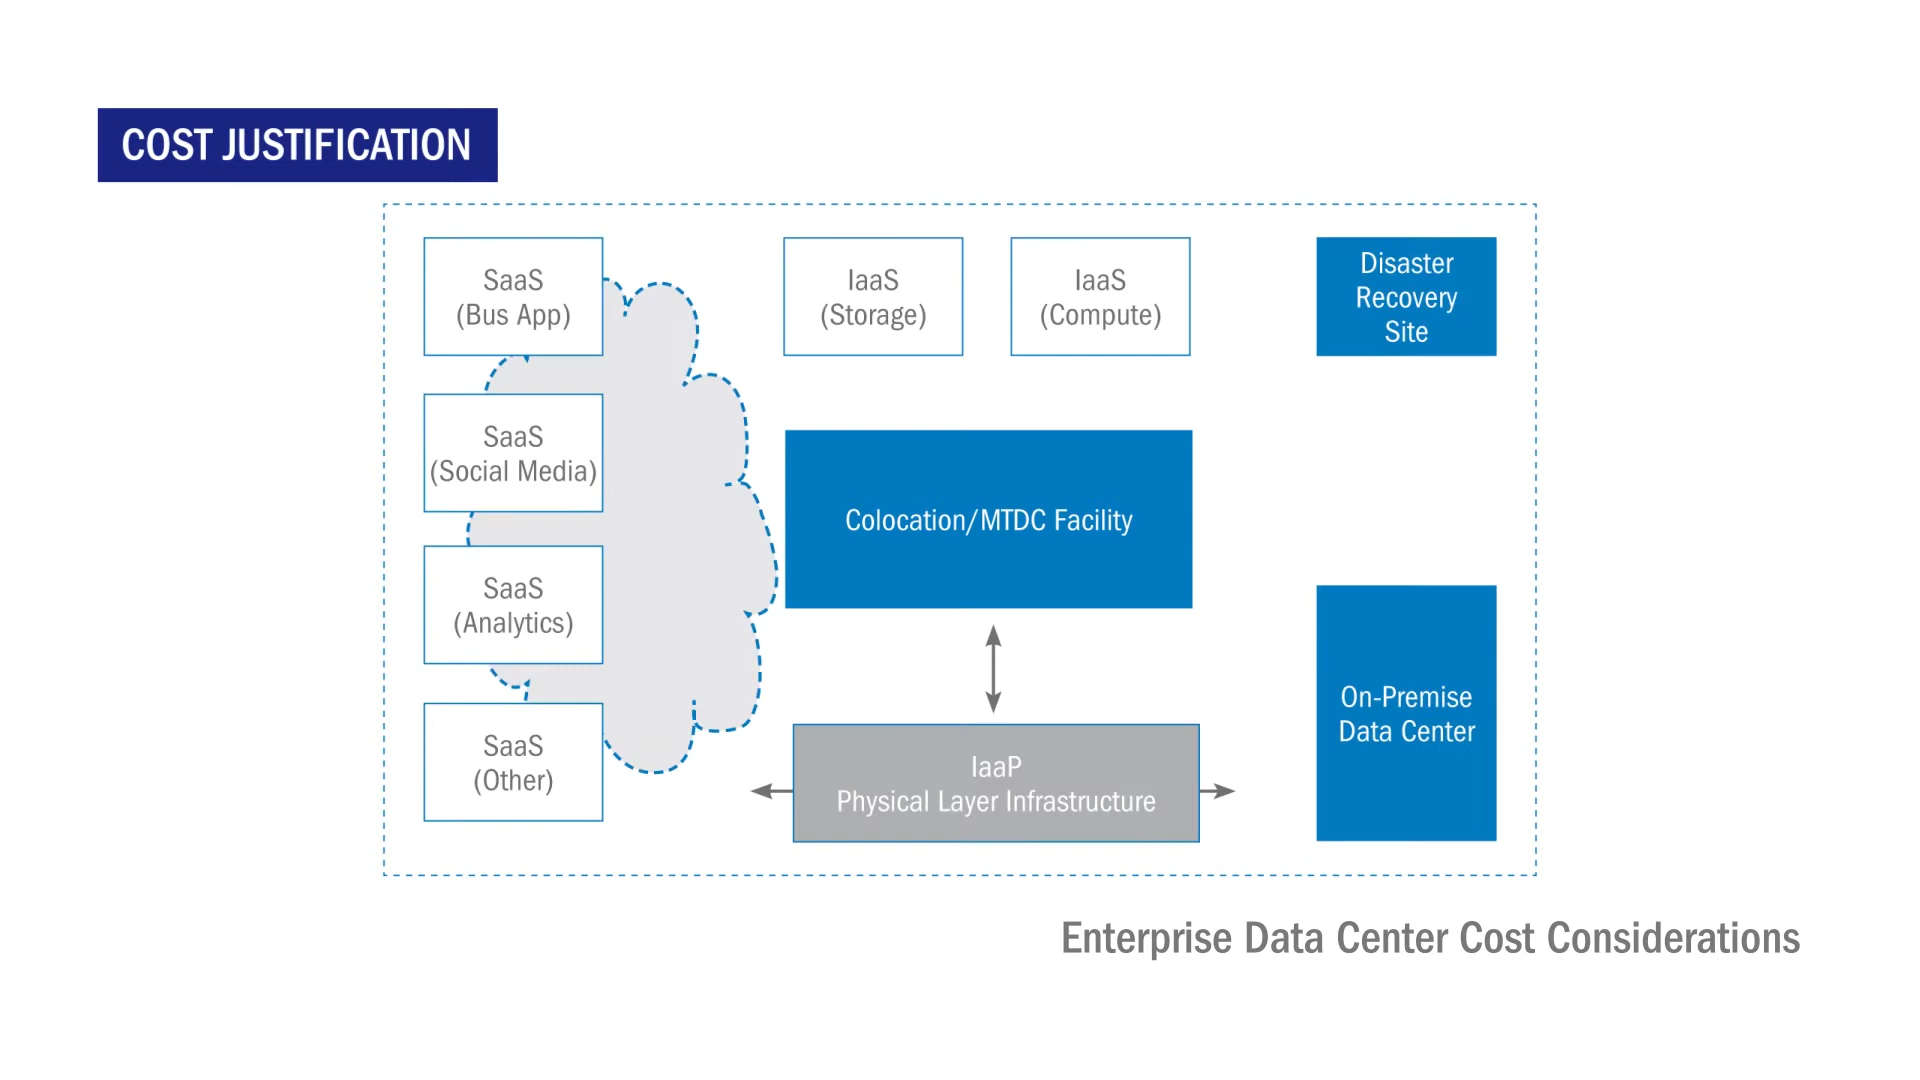 COST JUSTIFICATION
SaaS
(Bus App)
IaaS
(Storage)
IaaS
(Compute)
Disaster
Recovery
Site
SaaS
(Social Media)
Colocation/MTDC Facility
SaaS
(Analytics)
On-Premise
Data Center
SaaS
(Other)
IaaP
Physical Layer Infrastructure
Enterprise Data Center Cost Considerations